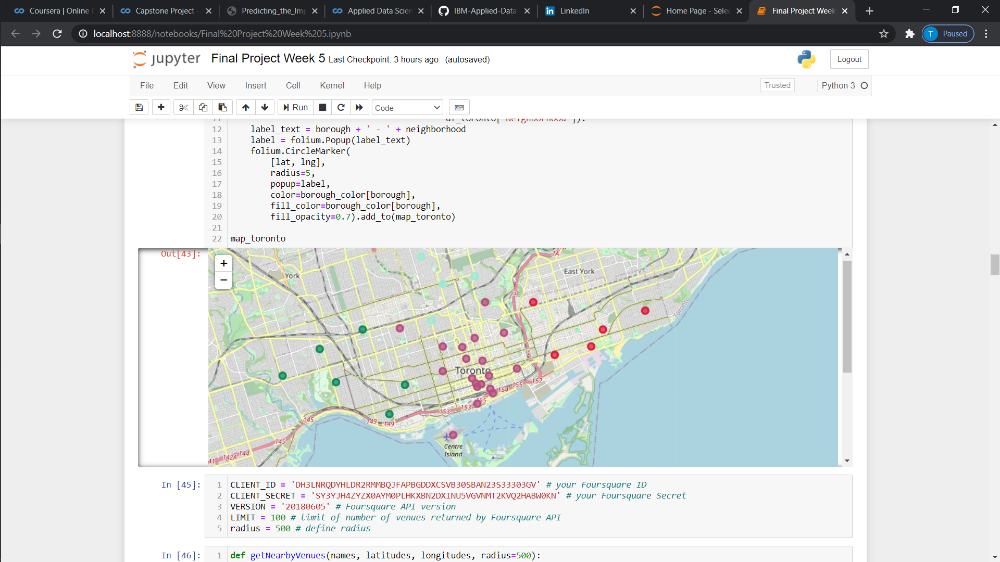 Coursera | Online C
Capstone Project -
Predicting_the_Imp
Applied Data Scien
IBM-Applied-Data-
LinkedIn
Home Page - Selec
Final Project Week
localhost:8888/notebooks/Final%20Project%20Week%205.ipynb
T Paused
jupyter Final Project Week 5 Last Checkpoint: 3 hours ago (autosaved)
Logout
File Edit View Insert Cell Kernel Help
Trusted
Python 3
Run
Code
11 df_toronto['Neighborhood']):
12 label_text = borough + ' - ' + neighborhood
13 label = folium.Popup(label_text)
14 folium.CircleMarker(
15 [lat, lng],
16 radius=5,
17 popup=label,
18 color=borough_color[borough],
19 fill_color=borough_color[borough],
20 fill_opacity=0.7).add_to(map_toronto)
21
22 map_toronto
Out[43]:
+
−
7A
East York
York
3
Toronto
1
Toronto
157
155
154
155
153
153
149
149
145
145
144
142A
41
Centre
Island
In [45]:
1 CLIENT_ID = 'DH3LNRQDYHLDR2RMMBQJFAPBGDDXCSVB30SBAN23S33303GV' # your Foursquare ID
2 CLIENT_SECRET = 'SY3YJH4ZYZX0AYM0PLHKXBN2DXINU5VGVNMT2KVQ2HABW0KN' # your Foursquare Secret
3 VERSION = '20180605' # Foursquare API version
4 LIMIT = 100 # limit of number of venues returned by Foursquare API
5 radius = 500 # define radius
In [46]:
1 def getNearbyVenues(names, latitudes, longitudes, radius=500):